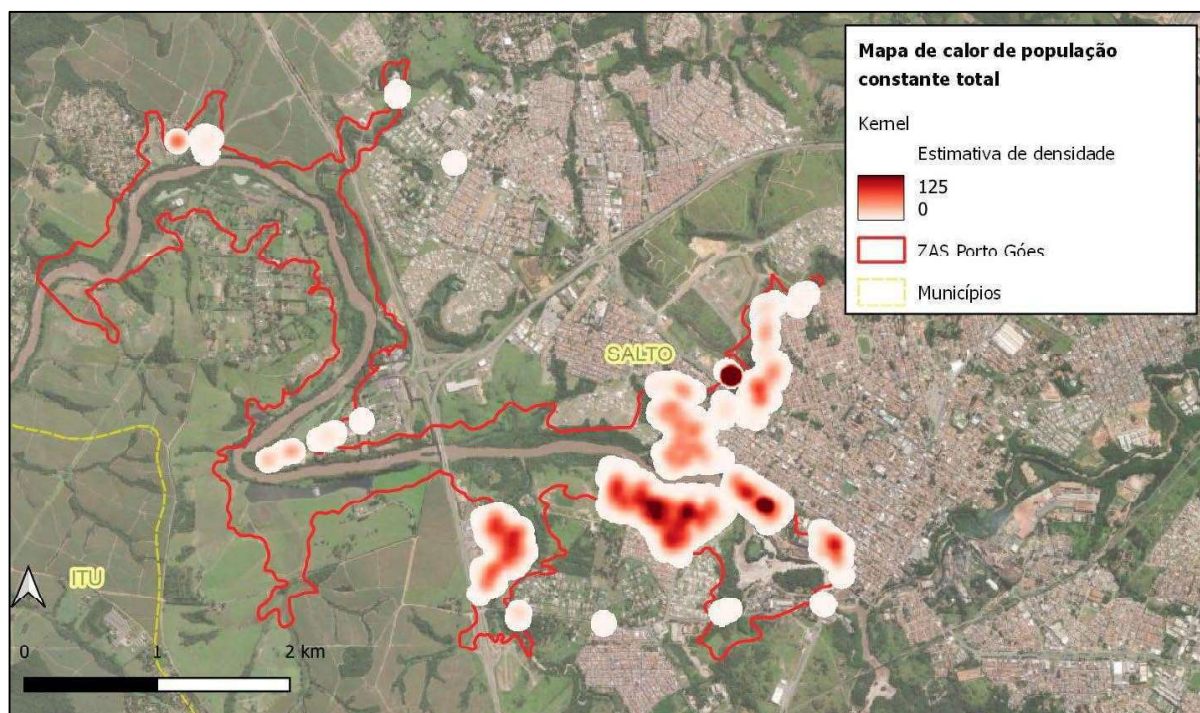 Mapa de calor de população
constante total
Kernel
Estimativa de densidade
125
0
ZAS Porto Góes
Municípios
SALTO
ITU
0 1 2 km